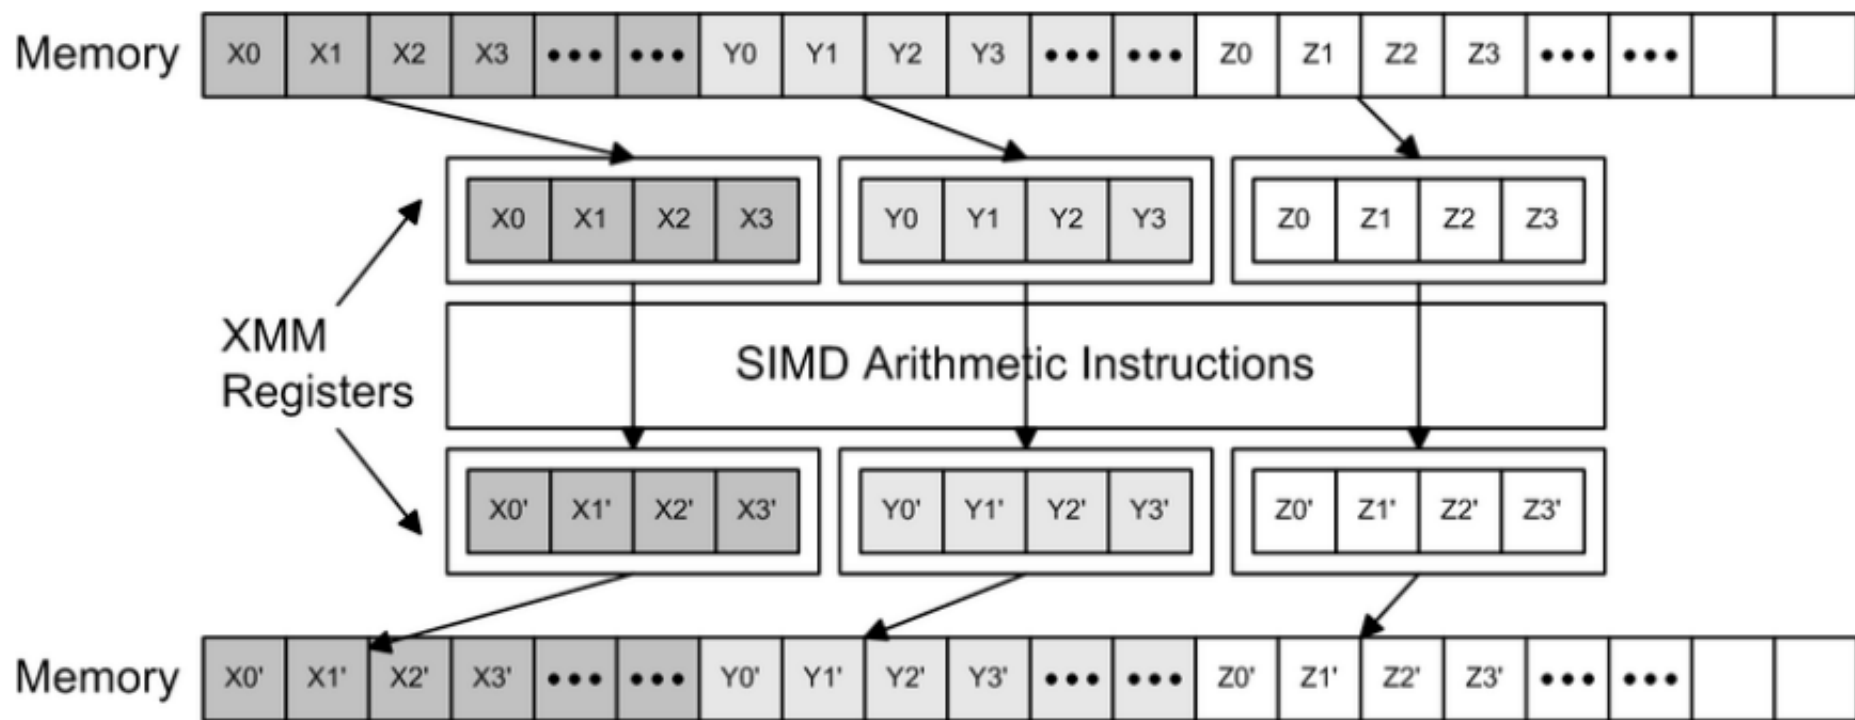 Memory X0 X1 X2 X3 ●●● ●●● Y0 Y1 Y2 Y3 ●●● ●●● Z0 Z1 Z2 Z3 ●●● ●●●
X0 X1 X2 X3 Y0 Y1 Y2 Y3 Z0 Z1 Z2 Z3
XMM
Registers
SIMD Arithmetic Instructions
X0' X1' X2' X3' Y0' Y1' Y2' Y3' Z0' Z1' Z2' Z3'
Memory X0' X1' X2' X3' ●●● ●●● Y0' Y1' Y2' Y3' ●●● ●●● Z0' Z1' Z2' Z3' ●●● ●●●